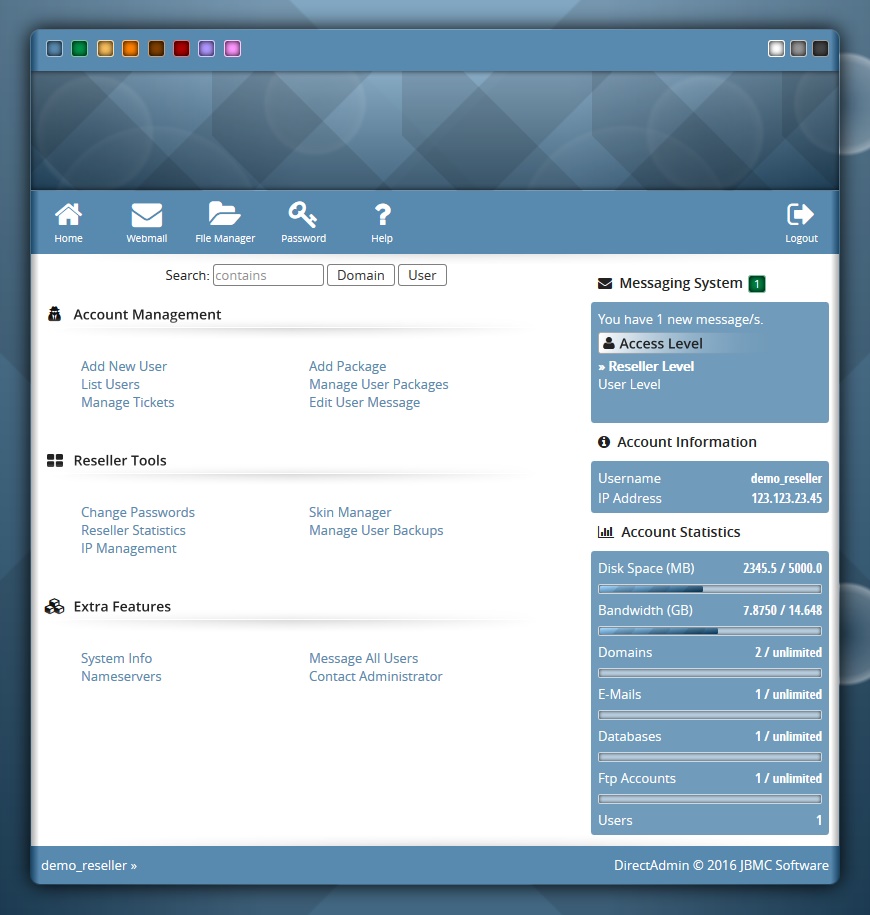 Home Webmail File Manager Password Help Logout
Search: contains Domain User
Account Management
Add New User Add Package
List Users Manage User Packages
Manage Tickets Edit User Message
Reseller Tools
Change Passwords Skin Manager
Reseller Statistics Manage User Backups
IP Management
Extra Features
System Info Message All Users
Nameservers Contact Administrator
Messaging System 1
You have 1 new message/s.
Access Level
» Reseller Level
User Level
Account Information
Username demo_reseller
IP Address 123.123.23.45
Account Statistics
Disk Space (MB) 2345.5 / 5000.0
Bandwidth (GB) 7.8750 / 14.648
Domains 2 / unlimited
E-Mails 1 / unlimited
Databases 1 / unlimited
Ftp Accounts 1 / unlimited
Users 1
demo_reseller » DirectAdmin © 2016 JBMC Software